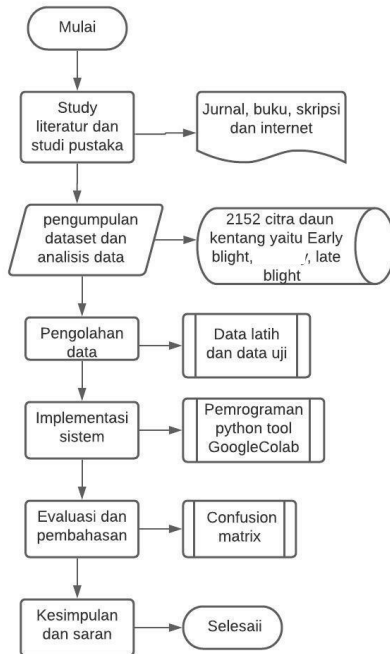 Mulai
Study
literatur dan
studi pustaka
Jurnal, buku, skripsi
dan internet
pengumpulan
dataset dan
analisis data
2152 citra daun
kentang yaitu Early
blight, , late
blight
Pengolahan
data
Data latih
dan data uji
Implementasi
sistem
Pemrograman
python tool
GoogleColab
Evaluasi dan
pembahasan
Confusion
matrix
Kesimpulan
dan saran
Selesaii